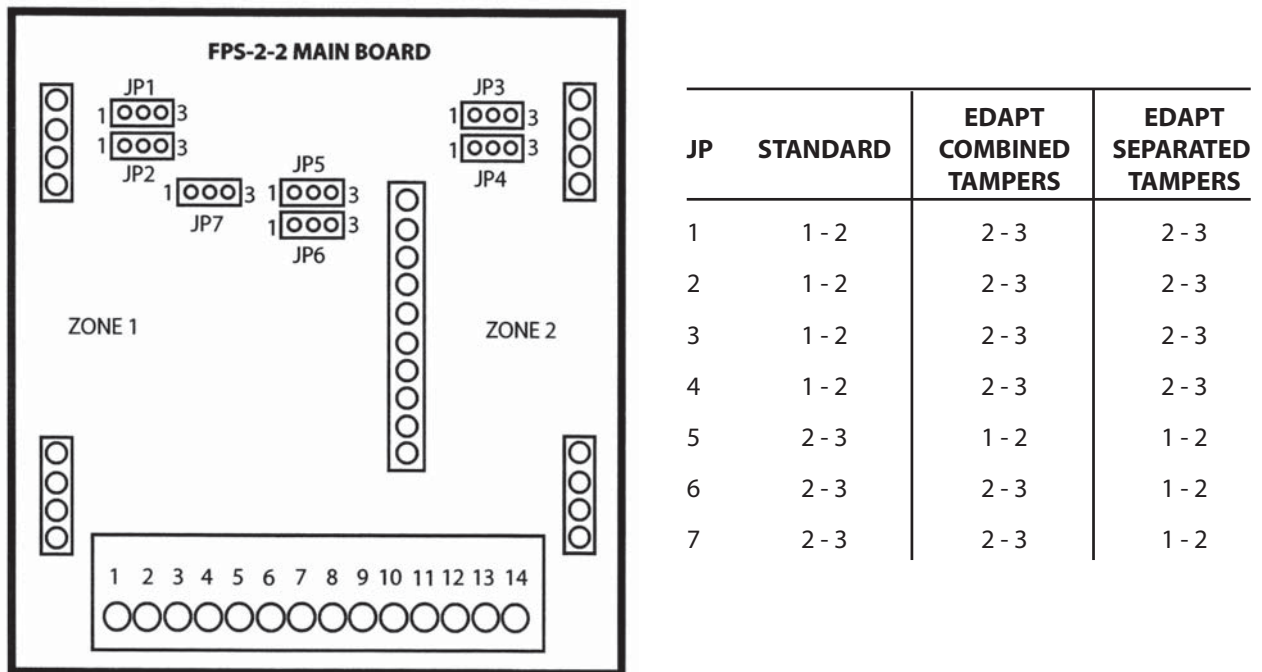 FPS-2-2 MAIN BOARD
JP1
JP3
1 3
1 3
1 3
1 3
JP2
JP5
JP4
1 3
1 3
JP7
1 3
JP6
ZONE 1
ZONE 2
1 2 3 4 5 6 7 8 9 10 11 12 13 14
JP STANDARD EDAPT COMBINED TAMPERS EDAPT SEPARATED TAMPERS
1 1 - 2 2 - 3 2 - 3
2 1 - 2 2 - 3 2 - 3
3 1 - 2 2 - 3 2 - 3
4 1 - 2 2 - 3 2 - 3
5 2 - 3 1 - 2 1 - 2
6 2 - 3 2 - 3 1 - 2
7 2 - 3 2 - 3 1 - 2